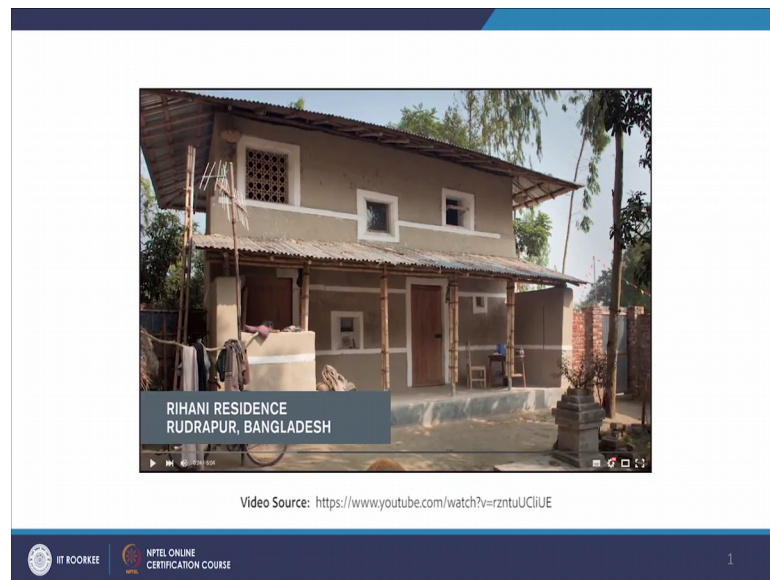 RIHANI RESIDENCE
RUDRAPUR, BANGLADESH
Video Source: https://www.youtube.com/watch?v=rzntuUCliUE
IIT ROORKEE
NPTEL ONLINE
CERTIFICATION COURSE
1